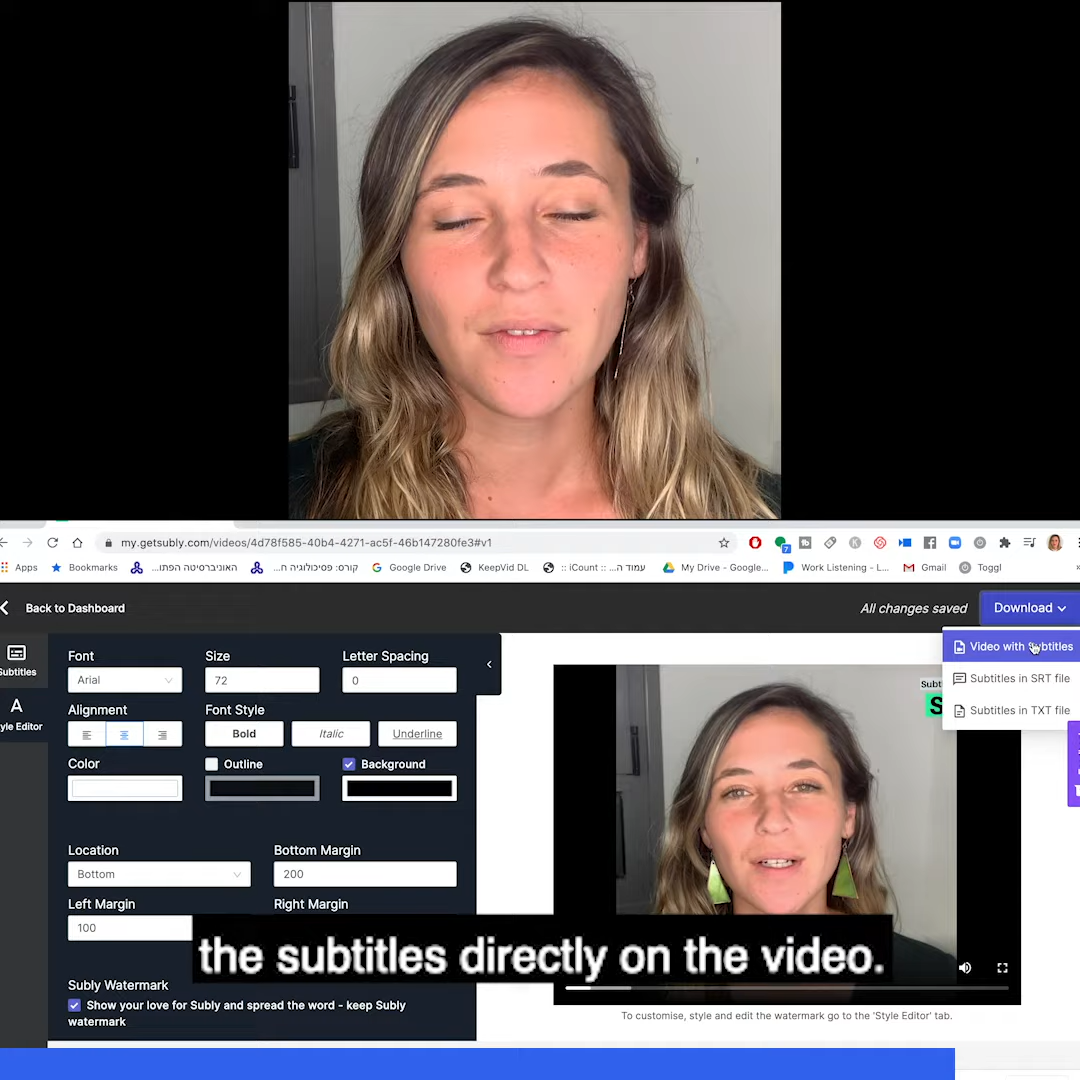 my.getsubly.com/videos/4d78f585-40b4-4271-ac5f-46b147280fe3#v1
7
Apps
Bookmarks
האוניברסיטה הפתו...
קורס: פסיכולוגיה ח...
Google Drive
KeepVid DL
:: iCount :: עמוד ה...
My Drive - Google...
Work Listening - L...
Gmail
Toggl
Back to Dashboard
All changes saved
Download
Video with Subtitles
Subtitles in SRT file
Subtitles in TXT file
Subtitles
A
yle Editor
Font
Size
Letter Spacing
Arial
72
0
Alignment
Font Style
Bold
Italic
Underline
Color
Outline
Background
Location
Bottom Margin
Bottom
200
Left Margin
Right Margin
100
the subtitles directly on the video.
Subly Watermark
Show your love for Subly and spread the word - keep Subly
watermark
Subt
S
To customise, style and edit the watermark go to the 'Style Editor' tab.